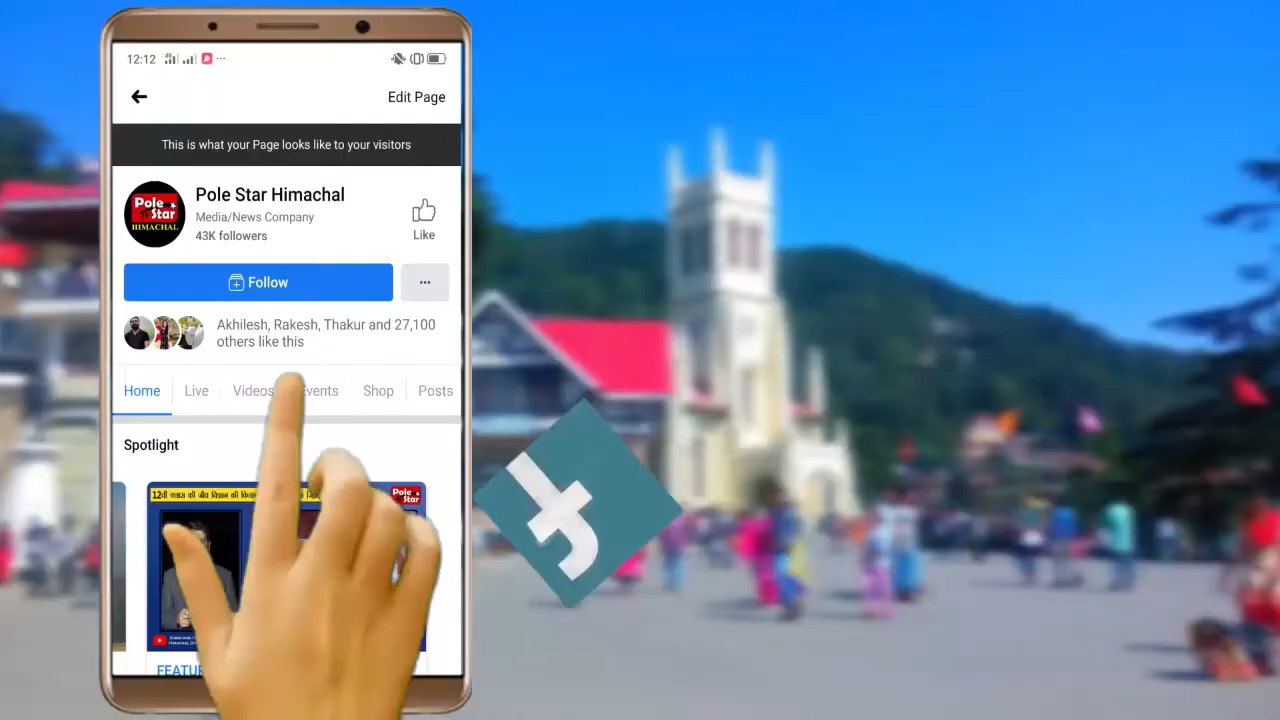 12:12
Edit Page
This is what your Page looks like to your visitors
Pole Star Himachal
Media/News Company
43K followers
Like
Follow
Akhilesh, Rakesh, Thakur and 27,100
others like this
Home Live Videos Events Shop Posts
Spotlight
12वीं क्लास की जीव विज्ञान की
Pole
Star
HIMACHAL
Pole
Star
FEATU